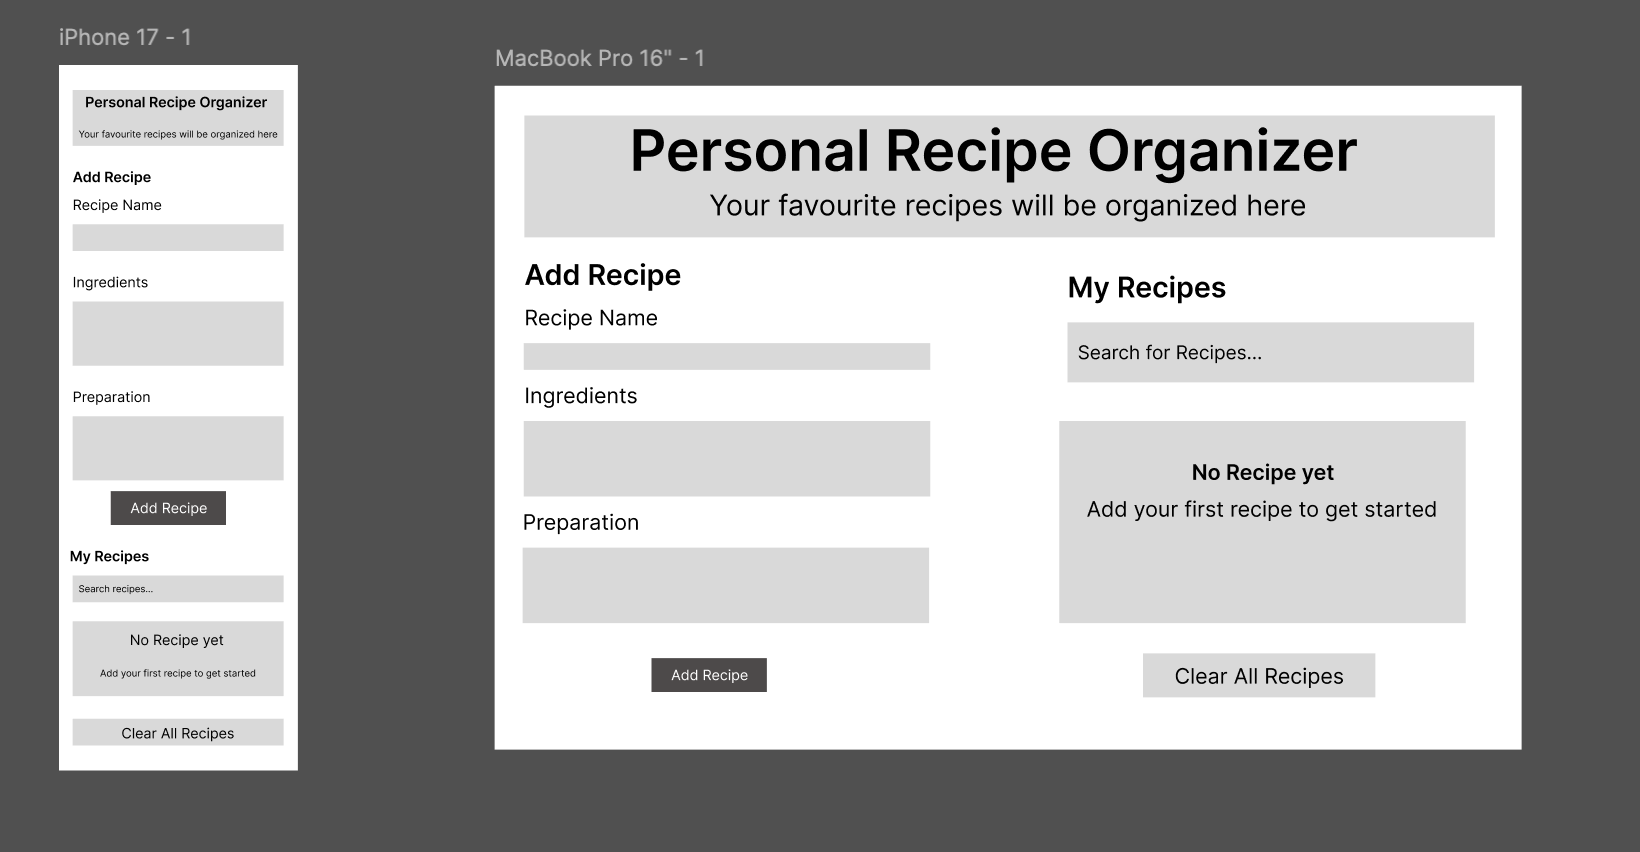 iPhone 17 - 1
Personal Recipe Organizer
Your favourite recipes will be organized here
Add Recipe
Recipe Name
Ingredients
Preparation
Add Recipe
My Recipes
Search recipes...
No Recipe yet
Add your first recipe to get started
Clear All Recipes
MacBook Pro 16" - 1
Personal Recipe Organizer
Your favourite recipes will be organized here
Add Recipe
Recipe Name
Ingredients
Preparation
Add Recipe
My Recipes
Search for Recipes...
No Recipe yet
Add your first recipe to get started
Clear All Recipes